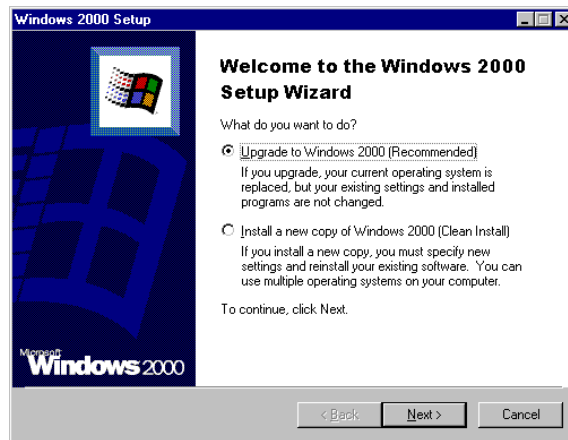 Windows 2000 Setup
Welcome to the Windows 2000
Setup Wizard
What do you want to do?
Upgrade to Windows 2000 (Recommended)
If you upgrade, your current operating system is
replaced, but your existing settings and installed
programs are not changed.
Install a new copy of Windows 2000 (Clean Install)
If you install a new copy, you must specify new
settings and reinstall your existing software. You can
use multiple operating systems on your computer.
To continue, click Next.
Microsoft
Windows 2000
< Back
Next >
Cancel